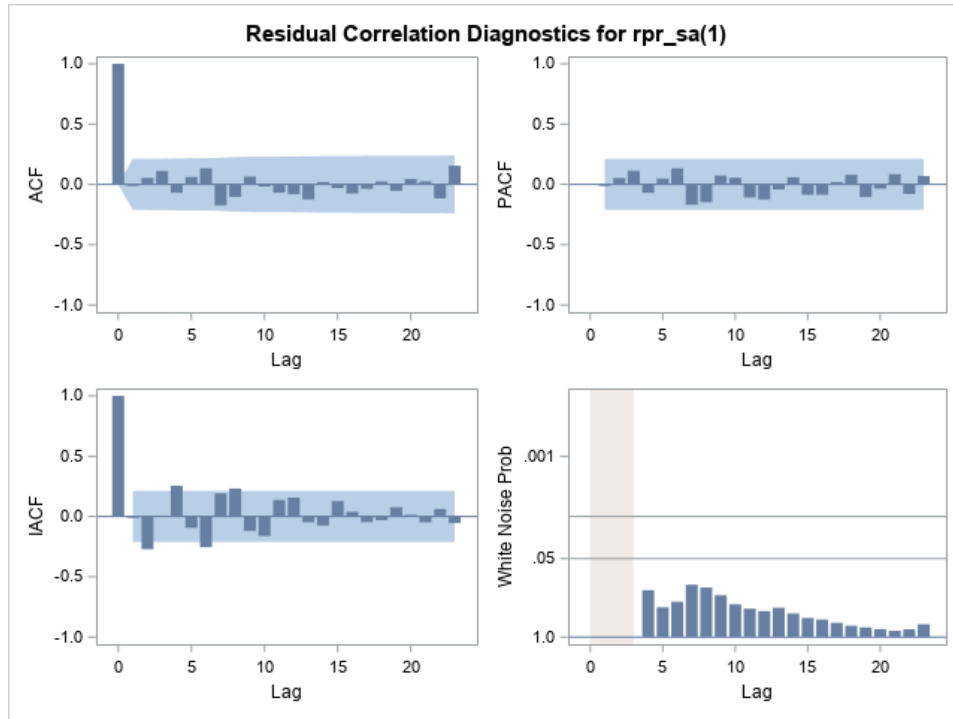 Residual Correlation Diagnostics for rpr_sa(1)
ACF
1.0
0.5
0.0
-0.5
-1.0
0 5 10 15 20
Lag
PACF
1.0
0.5
0.0
-0.5
-1.0
0 5 10 15 20
Lag
IACF
1.0
0.5
0.0
-0.5
-1.0
0 5 10 15 20
Lag
White Noise Prob
.001
.05
1.0
0 5 10 15 20
Lag